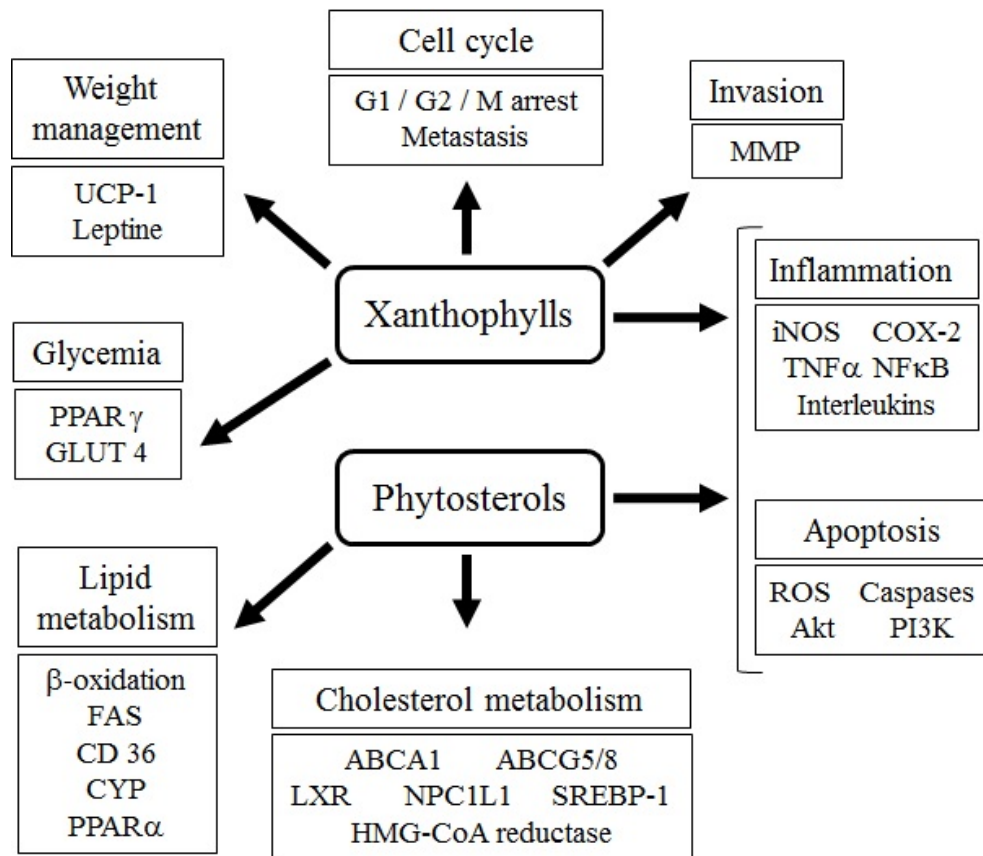 Cell cycle
G1 / G2 / M arrest
Metastasis
Weight
management
UCP-1
Leptine
Invasion
MMP
Xanthophylls
Inflammation
iNOS COX-2
TNFα NFκB
Interleukins
Glycemia
PPAR γ
GLUT 4
Phytosterols
Apoptosis
ROS Caspases
Akt PI3K
Lipid
metabolism
β-oxidation
FAS
CD 36
CYP
PPARα
Cholesterol metabolism
ABCA1 ABCG5/8
LXR NPC1L1 SREBP-1
HMG-CoA reductase